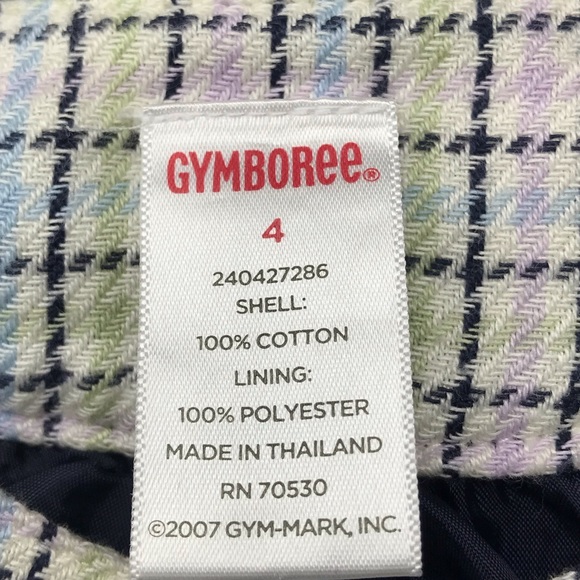 GYMBOREE®
4
240427286
SHELL:
100% COTTON
LINING:
100% POLYESTER
MADE IN THAILAND
RN 70530
©2007 GYM-MARK, INC.